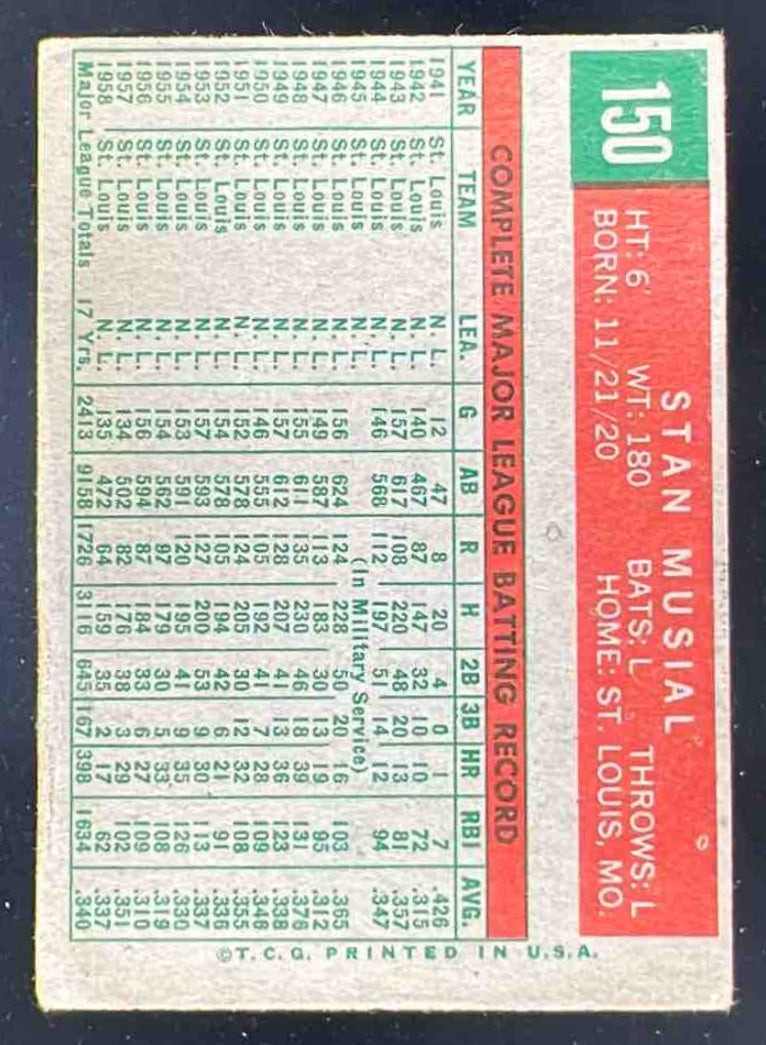 150
STAN MUSIAL
HT: 6' WT: 180 BATS: L THROWS: L
BORN: 11/21/20 HOME: ST. LOUIS, MO.
COMPLETE MAJOR LEAGUE BATTING RECORD
YEAR TEAM LEA. G AB R H 2B 3B HR RBI AVG.
1941 St. Louis N. L. 12 47 8 20 4 0 1 7 .426
1942 St. Louis N. L. 140 467 87 147 32 10 10 72 .315
1943 St. Louis N. L. 157 617 108 220 48 20 13 81 .357
1944 St. Louis N. L. 146 568 112 197 51 14 12 94 .347
1945 St. Louis N. L. (In Military Service)
1946 St. Louis N. L. 156 624 124 228 50 20 16 103 .365
1947 St. Louis N. L. 149 587 113 183 30 13 19 95 .312
1948 St. Louis N. L. 155 611 135 230 46 18 39 131 .376
1949 St. Louis N. L. 157 612 128 207 41 13 36 123 .338
1950 St. Louis N. L. 146 555 105 192 41 7 28 109 .346
1951 St. Louis N. L. 152 578 124 205 30 12 32 108 .355
1952 St. Louis N. L. 154 578 105 194 42 6 21 91 .336
1953 St. Louis N. L. 157 593 127 200 53 9 30 113 .337
1954 St. Louis N. L. 153 591 120 195 41 9 35 126 .330
1955 St. Louis N. L. 154 562 97 179 30 5 33 108 .319
1956 St. Louis N. L. 156 594 87 184 33 6 27 109 .310
1957 St. Louis N. L. 134 502 82 176 38 3 29 102 .351
1958 St. Louis N. L. 135 472 64 159 35 2 17 62 .337
Major League Totals 17 Yrs. 2413 9158 1726 3116 645 167 398 1634 .340
©T.C.G. PRINTED IN U.S.A.